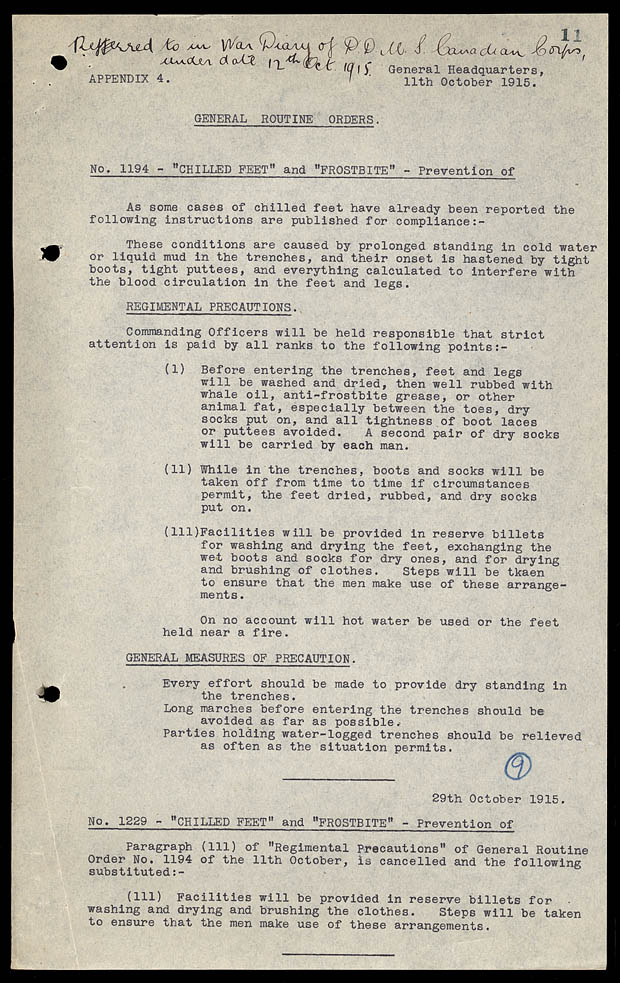 11
Refferred to in War Diary of D.D.M.S. Canadian Corps,
under date 12th Oct 1915.
General Headquarters,
APPENDIX 4.
11th October 1915.
GENERAL ROUTINE ORDERS.
No. 1194 - "CHILLED FEET" and "FROSTBITE" - Prevention of
As some cases of chilled feet have already been reported the
following instructions are published for compliance:-
These conditions are caused by prolonged standing in cold water
or liquid mud in the trenches, and their onset is hastened by tight
boots, tight puttees, and everything calculated to interfere with
the blood circulation in the feet and legs.
REGIMENTAL PRECAUTIONS.
Commanding Officers will be held responsible that strict
attention is paid by all ranks to the following points:-
(1) Before entering the trenches, feet and legs
will be washed and dried, then well rubbed with
whale oil, anti-frostbite grease, or other
animal fat, especially between the toes, dry
socks put on, and all tightness of boot laces
or puttees avoided. A second pair of dry socks
will be carried by each man.
(11) While in the trenches, boots and socks will be
taken off from time to time if circumstances
permit, the feet dried, rubbed, and dry socks
put on.
(111)Facilities will be provided in reserve billets
for washing and drying the feet, exchanging the
wet boots and socks for dry ones, and for drying
and brushing of clothes. Steps will be tkaen
to ensure that the men make use of these arrange-
ments.
On no account will hot water be used or the feet
held near a fire.
GENERAL MEASURES OF PRECAUTION.
Every effort should be made to provide dry standing in
the trenches.
Long marches before entering the trenches should be
avoided as far as possible.
Parties holding water-logged trenches should be relieved
as often as the situation permits.
9
29th October 1915.
No. 1229 - "CHILLED FEET" and "FROSTBITE" - Prevention of
Paragraph (111) of "Regimental Precautions" of General Routine
Order No. 1194 of the 11th October, is cancelled and the following
substituted:-
(111) Facilities will be provided in reserve billets for
washing and drying and brushing the clothes. Steps will be taken
to ensure that the men make use of these arrangements.